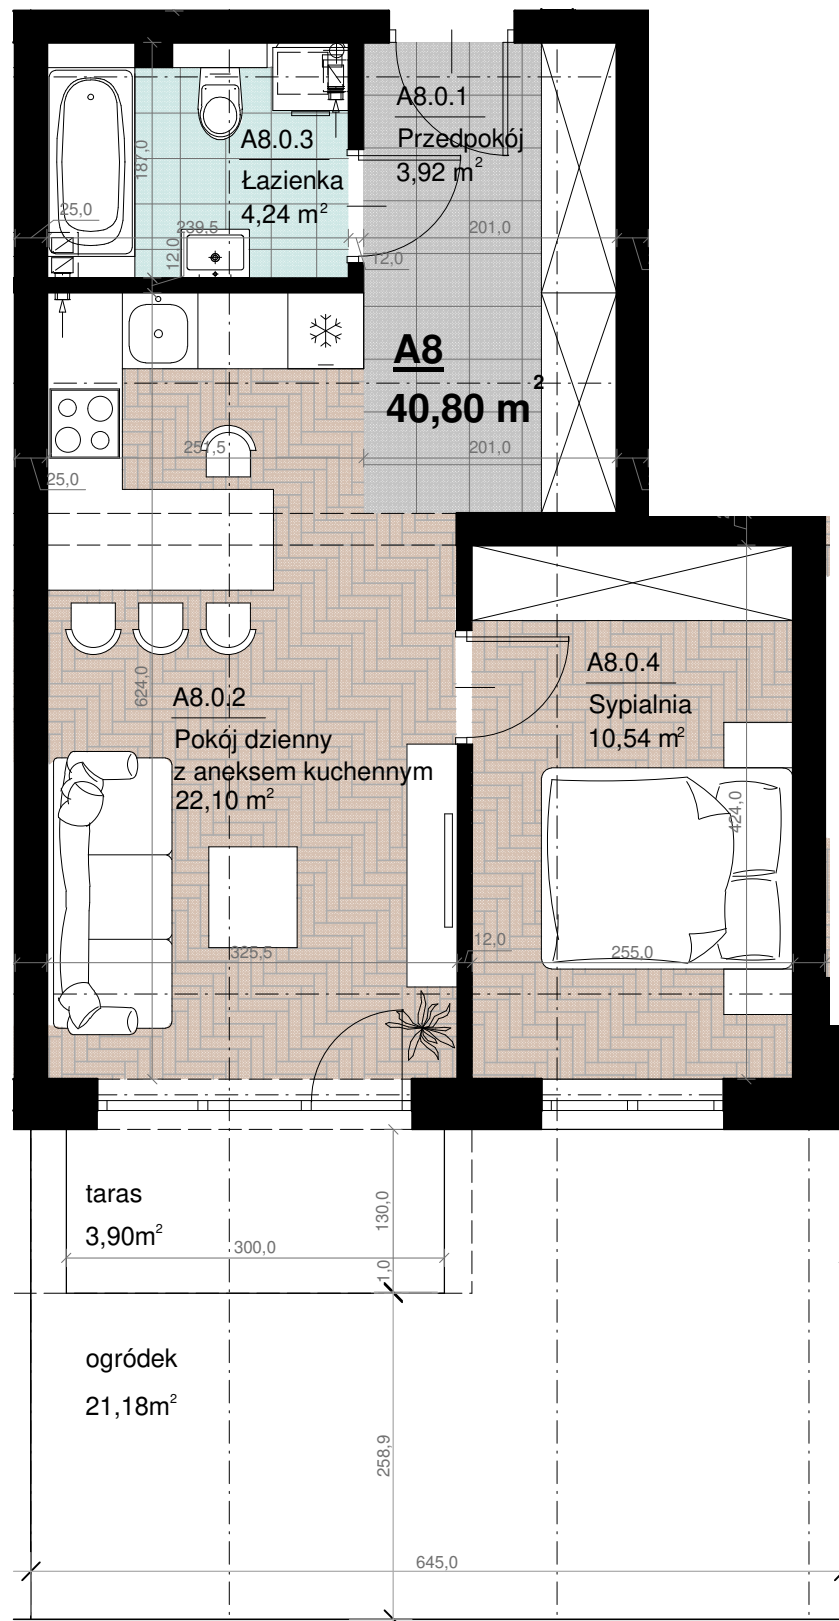 A8.0.1
Przedpokój
3,92 m²
A8.0.3
Łazienka
4,24 m²
187,0
25,0
239,5
12,0
12,0
201,0
A8
40,80 m²
251,5
201,0
25,0
A8.0.2
Pokój dzienny
z aneksem kuchennym
22,10 m²
624,0
A8.0.4
Sypialnia
10,54 m²
424,0
325,5
12,0
255,0
taras
3,90m²
300,0
130,0
1,0
ogródek
21,18m²
258,9
645,0